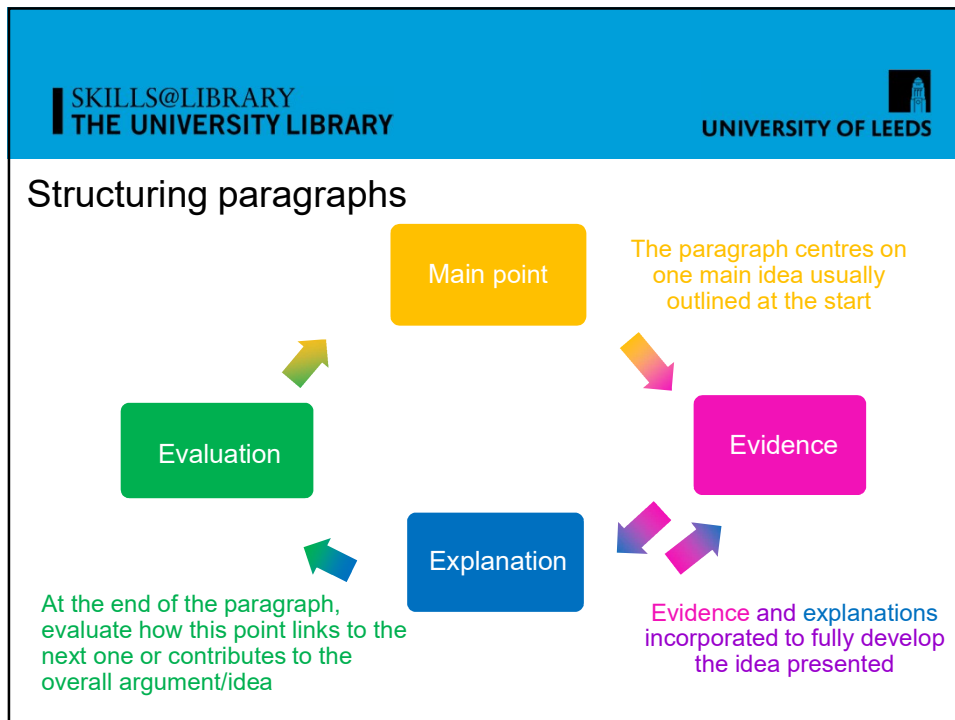 SKILLS@LIBRARY
THE UNIVERSITY LIBRARY
UNIVERSITY OF LEEDS
Structuring paragraphs
Main point
The paragraph centres on
one main idea usually
outlined at the start
Evidence
Evaluation
Explanation
At the end of the paragraph,
evaluate how this point links to the
next one or contributes to the
overall argument/idea
Evidence and explanations
incorporated to fully develop
the idea presented